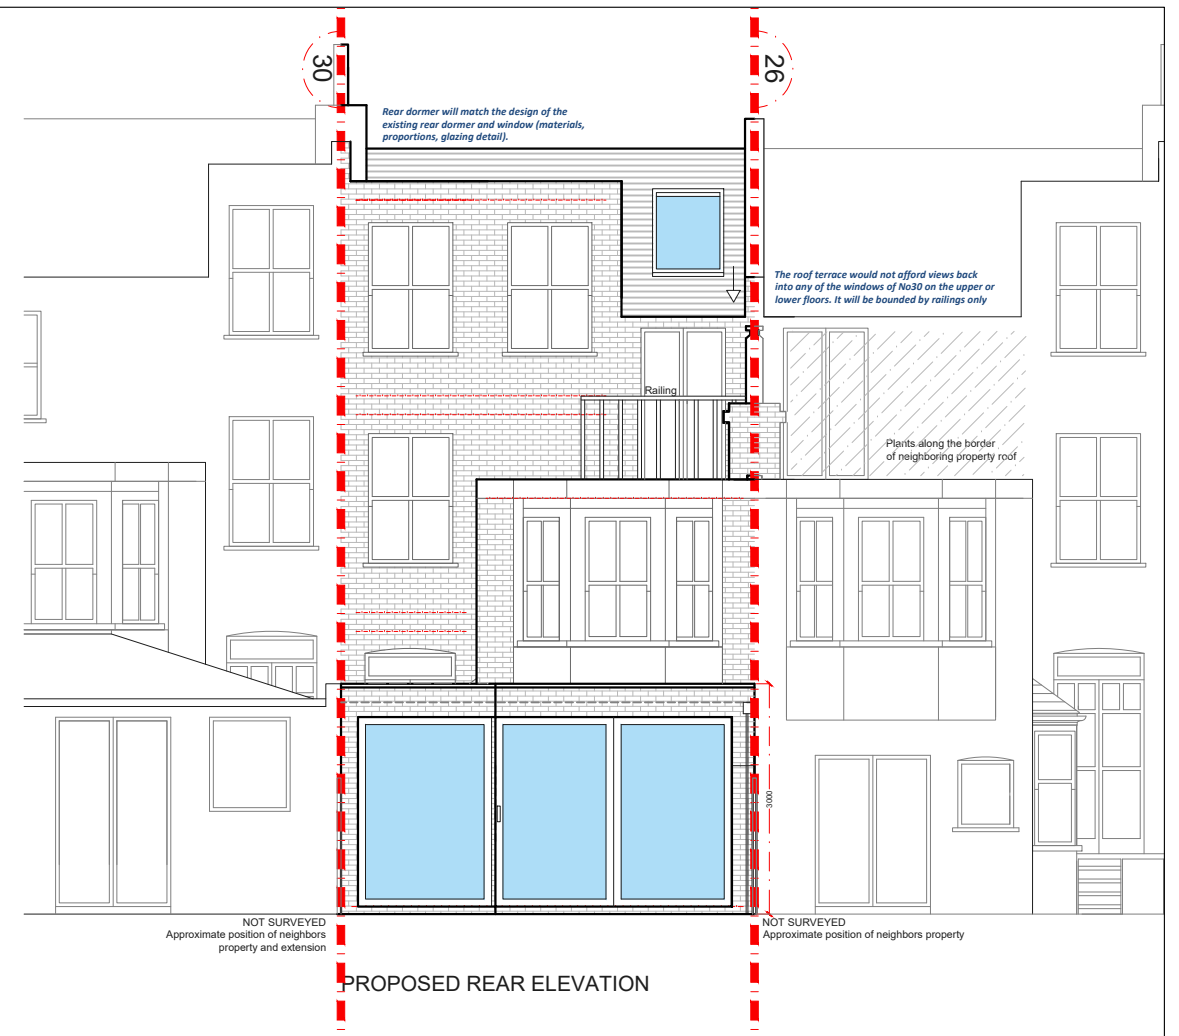 30
26
Rear dormer will match the design of the
existing rear dormer and window (materials,
proportions, glazing detail).
The roof terrace would not afford views back
into any of the windows of No30 on the upper or
lower floors. It will be bounded by railings only
Railing
Plants along the border
of neighboring property roof
3000
NOT SURVEYED
Approximate position of neighbors
property and extension
NOT SURVEYED
Approximate position of neighbors property
PROPOSED REAR ELEVATION